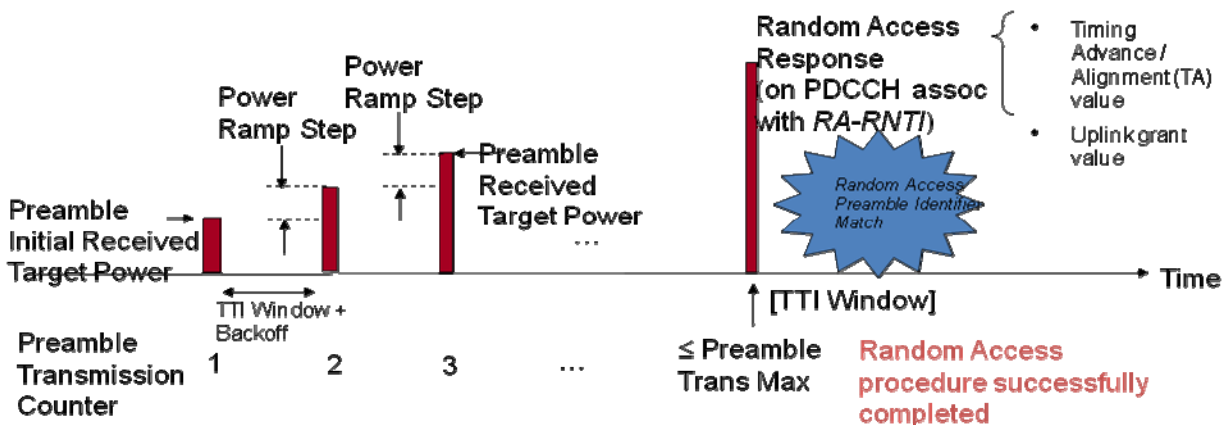 Power
Ramp Step
Power
Ramp Step
Random Access
Response
(on PDCCH assoc
with RA-RNTI)
• Timing
Advance /
Alignment (TA)
value
• Uplink grant
value
Preamble
Initial Received
Target Power
Preamble
Received
Target Power
...
Random Access
Preamble Identifier
Match
Time
TTI Window +
Backoff
[TTI Window]
Preamble
Transmission
Counter
1
2
3
...
≤ Preamble
Trans Max
Random Access
procedure successfully
completed